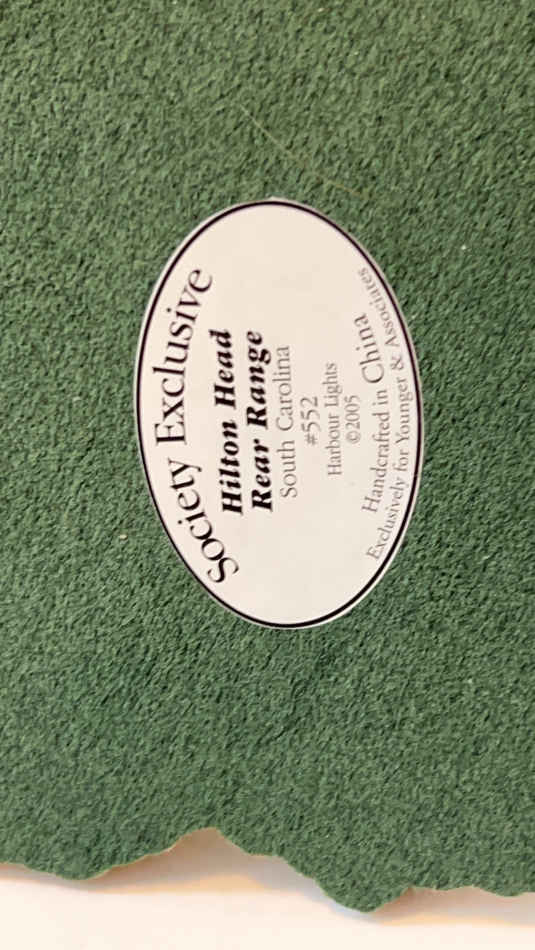 Society Exclusive
Hilton Head
Rear Range
South Carolina
#552
Harbour Lights
©2005
Handcrafted in China
Exclusively for Younger & Associates